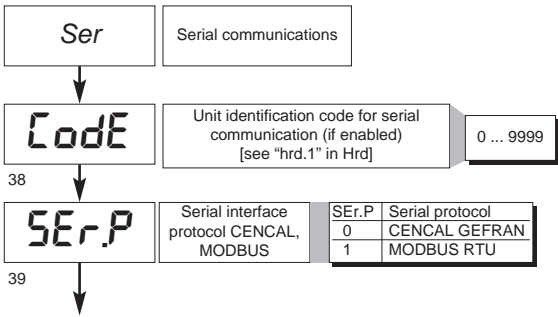 Ser
Serial communications
CodE
Unit identification code for serial
communication (if enabled)
[see “hrd.1” in Hrd]
0 ... 9999
38
SEr.P
Serial interface
protocol CENCAL,
MODBUS
SEr.P Serial protocol
0 CENCAL GEFRAN
1 MODBUS RTU
39